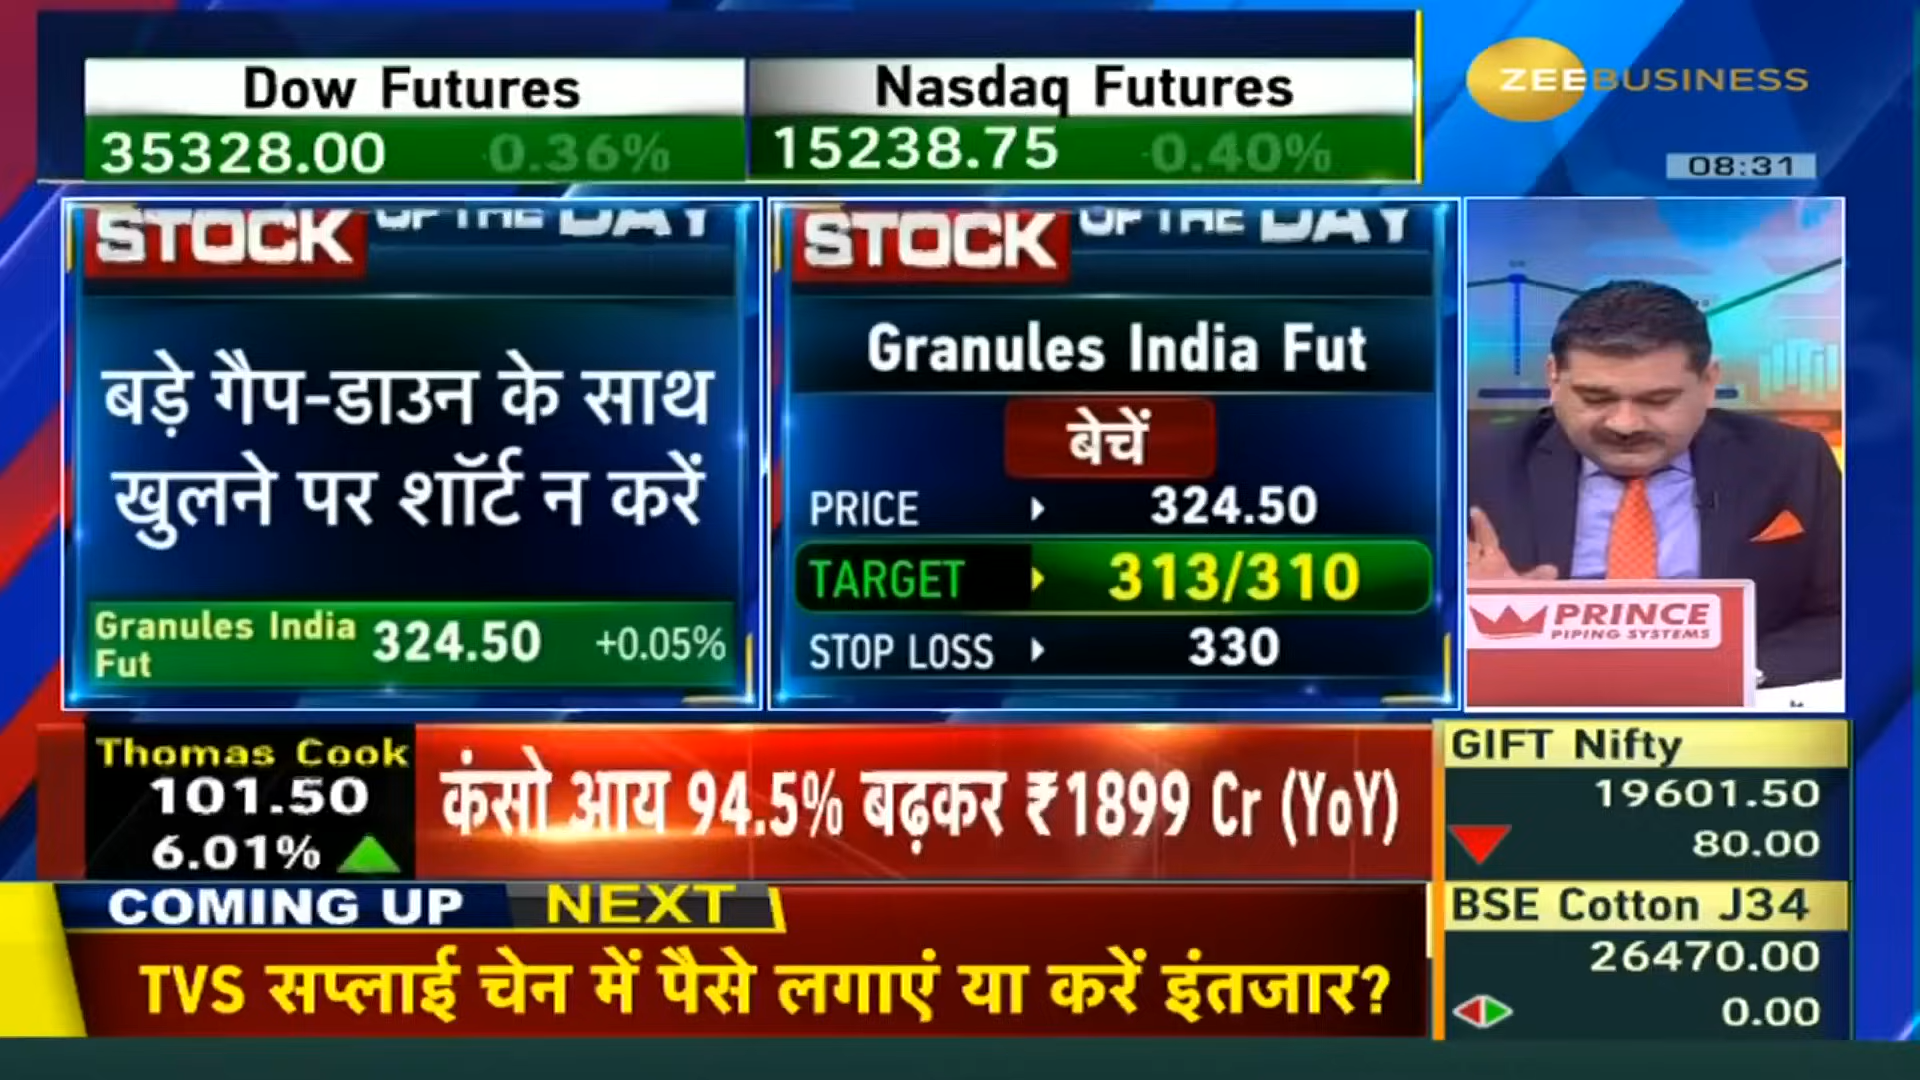 Dow Futures
35328.00 0.36%
Nasdaq Futures
15238.75 0.40%
ZEEBUSINESS
08:31
STOCK OF THE DAY
बड़े गैप-डाउन के साथ
खुलने पर शॉर्ट न करें
Granules India
Fut
324.50 +0.05%
STOCK OF THE DAY
Granules India Fut
बेचें
PRICE 324.50
TARGET 313/310
STOP LOSS 330
PRINCE
PIPING SYSTEMS
Thomas Cook
101.50
6.01%
कंसो आय 94.5% बढ़कर ₹1899 Cr (YoY)
GIFT Nifty
19601.50
80.00
BSE Cotton J34
26470.00
0.00
COMING UP NEXT
TVS सप्लाई चेन में पैसे लगाएं या करें इंतजार?